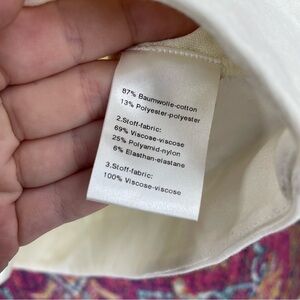 87% Baumwolle-cotton
13% Polyester-polyester
2.Stoff-fabric:
69% Viscose-viscose
25% Polyamid-nylon
6% Elasthan-elastane
3.Stoff-fabric:
100% Viscose-viscose